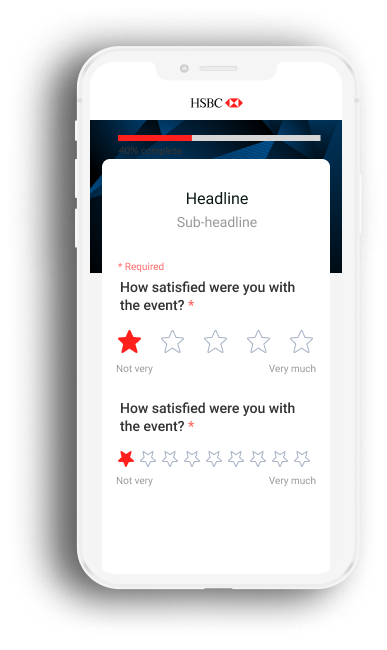 HSBC
40% complete
Headline
Sub-headline
* Required
How satisfied were you with
the event? *
Not very Very much
How satisfied were you with
the event? *
Not very Very much